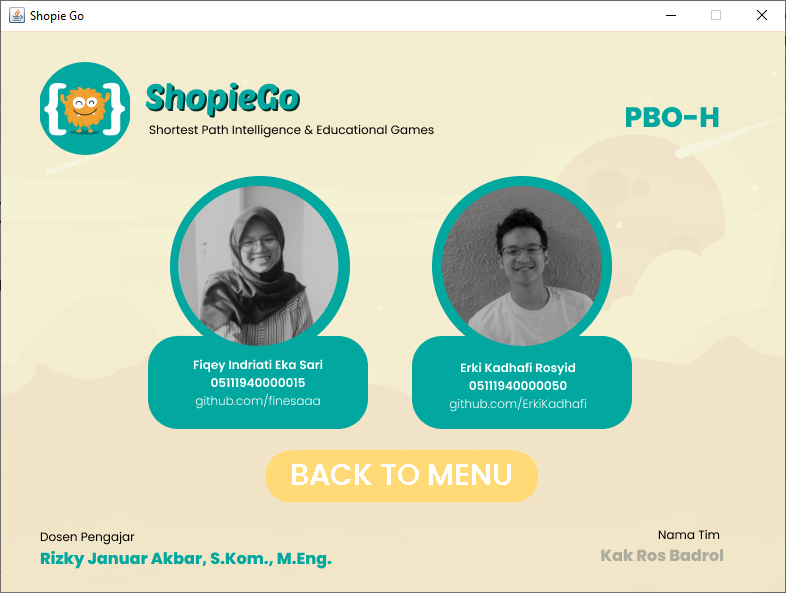 Shopie Go
ShopieGo
Shortest Path Intelligence & Educational Games
PBO-H
Fiqey Indriati Eka Sari
05111940000015
github.com/finesaaa
Erki Kadhafi Rosyid
05111940000050
github.com/ErkiKadhafi
BACK TO MENU
Dosen Pengajar
Rizky Januar Akbar, S.Kom., M.Eng.
Nama Tim
Kak Ros Badrol